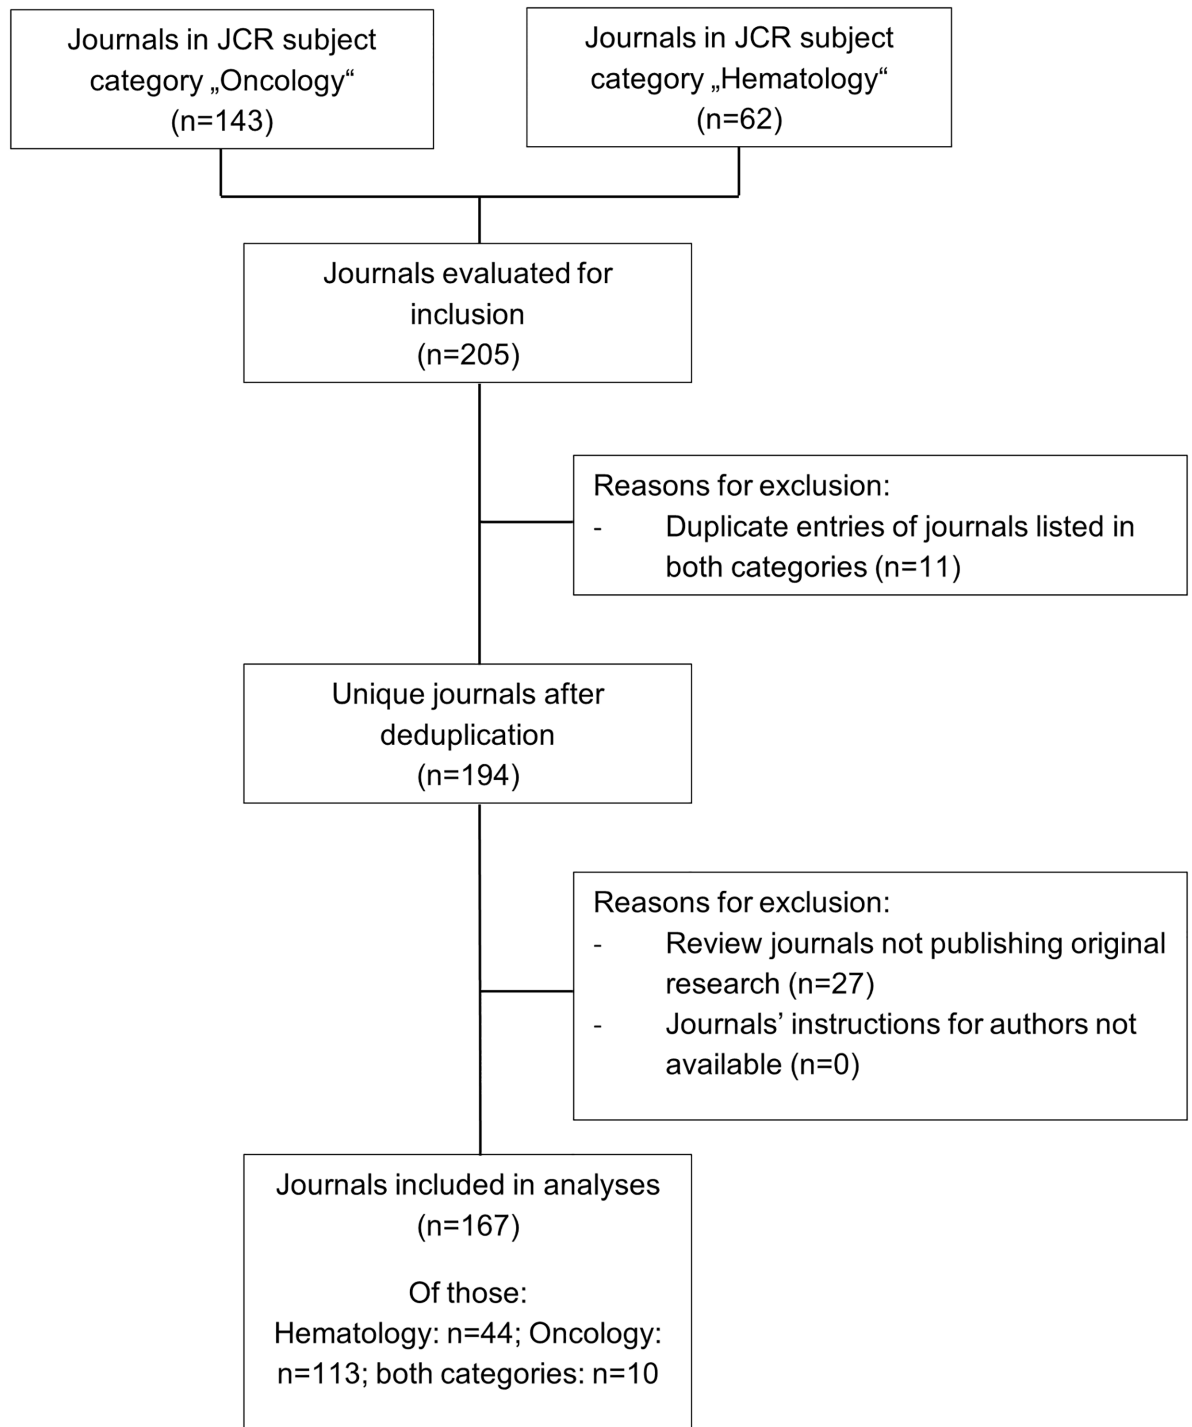 Journals in JCR subject
category „Oncology“
(n=143)
Journals in JCR subject
category „Hematology“
(n=62)
Journals evaluated for
inclusion
(n=205)
Reasons for exclusion:
- Duplicate entries of journals listed in
both categories (n=11)
Unique journals after
deduplication
(n=194)
Reasons for exclusion:
- Review journals not publishing original
research (n=27)
- Journals’ instructions for authors not
available (n=0)
Journals included in analyses
(n=167)
Of those:
Hematology: n=44; Oncology:
n=113; both categories: n=10